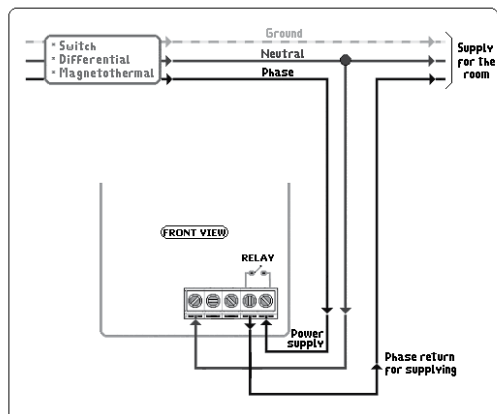 Ground
* Switch
* Differential
* Magnetothermal
Neutral
Phase
Supply
for the
room
FRONT VIEW
RELAY
Power
supply
Phase return
for supplying